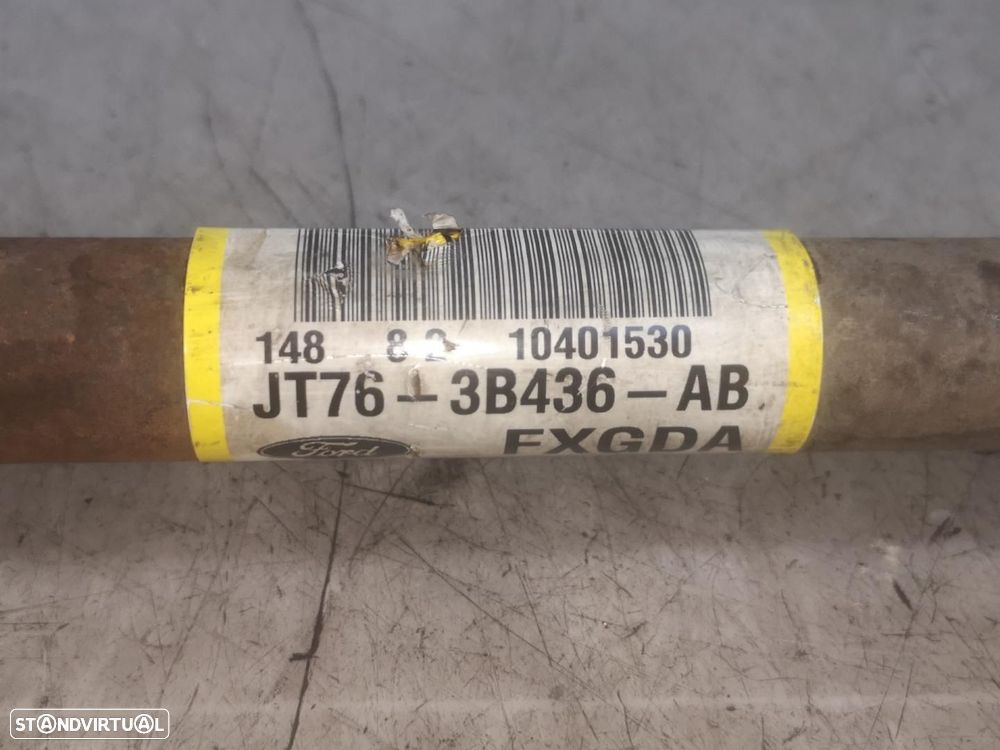 148 8 2 10401530
JT76-3B436-AB
Ford FXGDA
STANDVIRTUAL